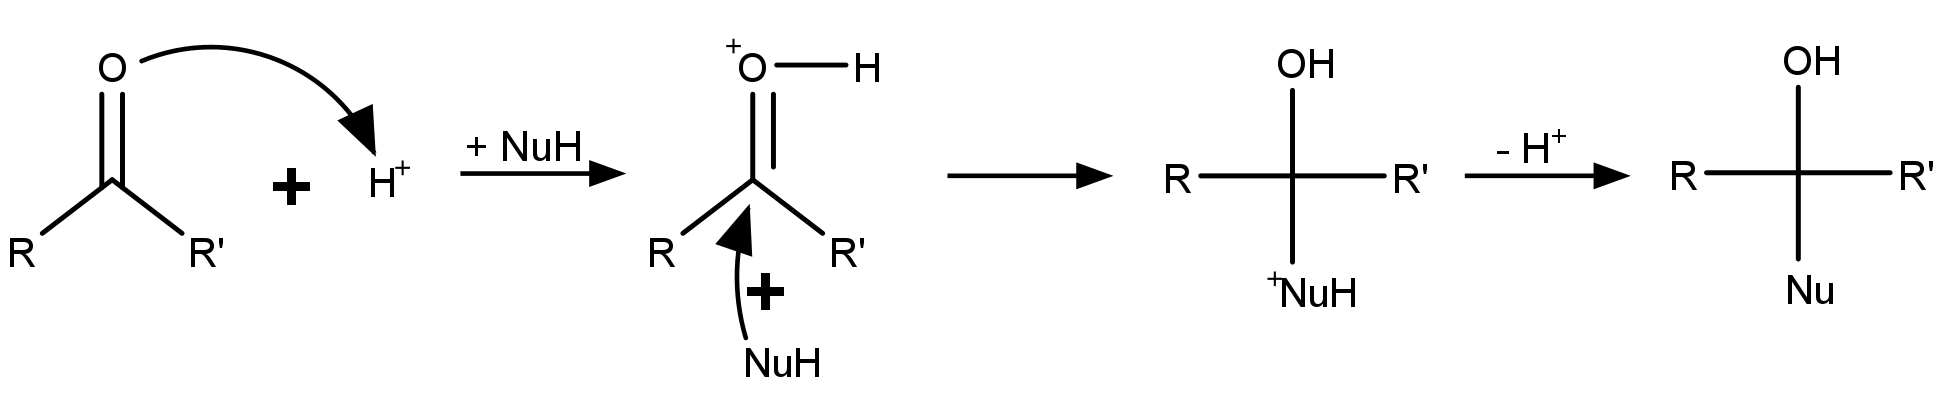 O
+
H+
R
R'
+ NuH
+O
H
R
R'
+
NuH
OH
R
R'
+NuH
- H+
OH
R
R'
Nu